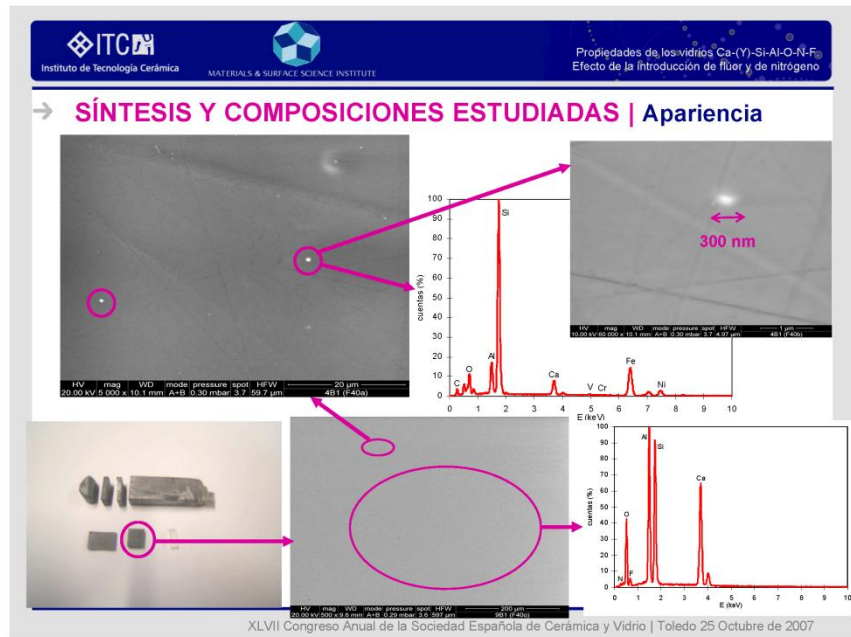 ITC
Instituto de Tecnología Cerámica
MATERIALS & SURFACE SCIENCE INSTITUTE
Propiedades de los vidrios Ca-(Y)-Si-Al-O-N-F
Efecto de la introducción de flúor y de nitrógeno
SÍNTESIS Y COMPOSICIONES ESTUDIADAS | Apariencia
HV mag WD mode pressure spot HFW 20 µm
20.00 kV 5 000 x 10.1 mm A+B 0.30 mbar 3.7 59.7 µm 4B1 (F40a)
cuentas (%)
100
90
80
70
60
50
40
30
20
10
0
C
O
Al
Si
Ca
V
Cr
Fe
Ni
0 1 2 3 4 5 6 7 8 9 10
E (keV)
300 nm
HV mag WD mode pressure spot HFW 1 µm
10.00 kV 60 000 x 10.1 mm A+B 0.30 mbar 3.7 4.97 µm 4B1 (F40b)
HV mag WD mode pressure spot HFW 200 µm
20.00 kV 500 x 9.6 mm A+B 0.29 mbar 3.6 597 µm 9B1 (F40)
cuentas (%)
100
90
80
70
60
50
40
30
20
10
0
N
O
F
Al
Si
Ca
0 1 2 3 4 5 6 7 8 9 10
E (keV)
XLVII Congreso Anual de la Sociedad Española de Cerámica y Vidrio | Toledo 25 Octubre de 2007